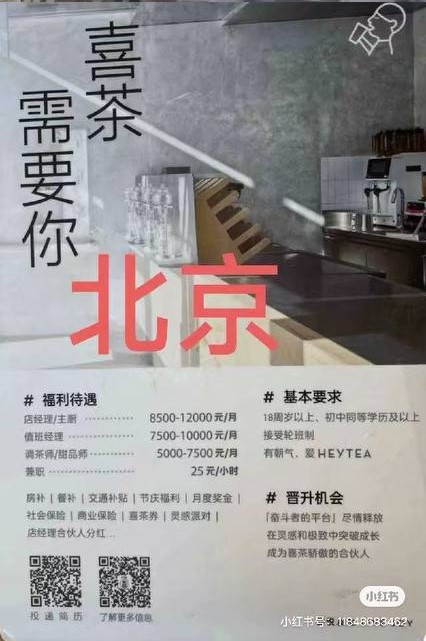 喜茶
需要你
北京
# 福利待遇
店经理/主厨 ············ 8500-12000 元/月
值班经理 ············ 7500-10000 元/月
调茶师/甜品师 ············ 5000-7500 元/月
兼职 ············ 25 元/小时
房补 | 餐补 | 交通补贴 | 节庆福利 | 月度奖金 |
社会保险 | 商业保险 | 喜茶券 | 灵感派对 |
店经理合伙人分红...
投递简历
了解更多信息
# 基本要求
18周岁以上、初中同等学历及以上
接受轮班制
有朝气、爱HEYTEA
# 晋升机会
「奋斗者的平台」尽情释放
在灵感和极致中突破成长
成为喜茶骄傲的合伙人
小红书
小红书号：11848683462